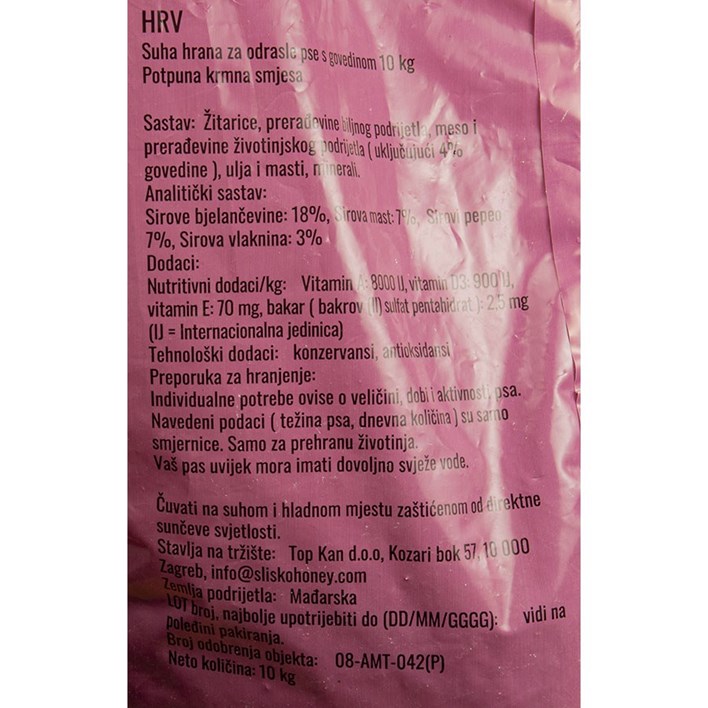 HRV
Suha hrana za odrasle pse s govedinom 10 kg
Potpuna krmna smjesa
Sastav: Žitarice, prerađevine biljnog podrijetla, meso i
prerađevine životinjskog podrijetla ( uključujući 4%
govedine ), ulja i masti, minerali.
Analitički sastav:
Sirove bjelančevine: 18%, Sirova mast: 7%, Sirovi pepeo
7%, Sirova vlaknina: 3%
Dodaci:
Nutritivni dodaci/kg: Vitamin A: 8000 IJ, vitamin D3: 900 IJ,
vitamin E: 70 mg, bakar ( bakrov (II) sulfat pentahidrat ): 2,5 mg
(IJ = Internacionalna jedinica)
Tehnološki dodaci: konzervansi, antioksidansi
Preporuka za hranjenje:
Individualne potrebe ovise o veličini, dobi i aktivnosti psa.
Navedeni podaci ( težina psa, dnevna količina ) su samo
smjernice. Samo za prehranu životinja.
Vaš pas uvijek mora imati dovoljno svježe vode.
Čuvati na suhom i hladnom mjestu zaštićenom od direktne
sunčeve svjetlosti.
Stavlja na tržište: Top Kan d.o.o, Kozari bok 57, 10 000
Zagreb, info@sliskohoney.com
Zemlja podrijetla: Mađarska
LOT broj, najbolje upotrijebiti do (DD/MM/GGGG): vidi na
poleđini pakiranja.
Broj odobrenja objekta: 08-AMT-042(P)
Neto količina: 10 kg